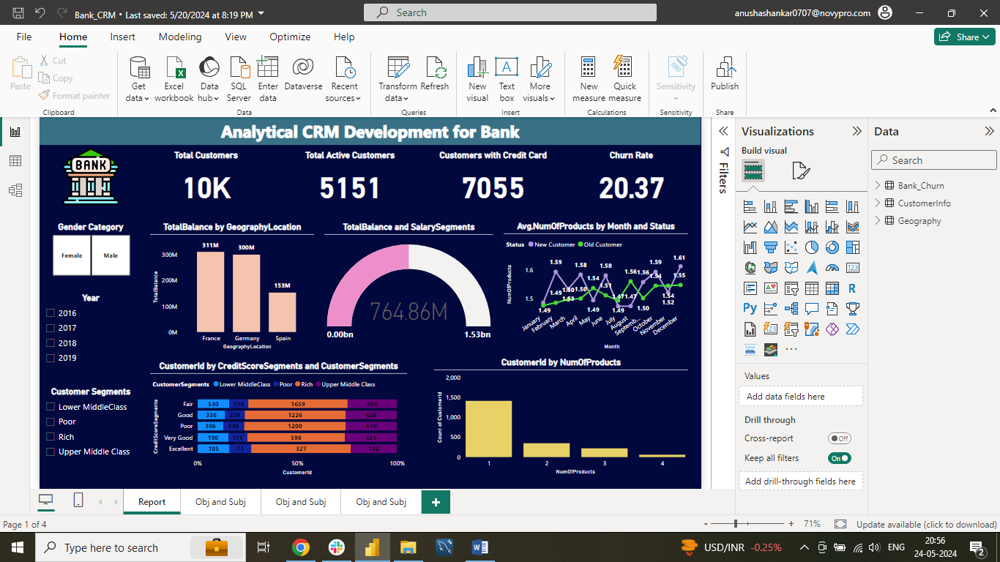 Bank_CRM • Last saved: 5/20/2024 at 8:19 PM
Search
anushashankar0707@novypro.com
File Home Insert Modeling View Optimize Help
Share
Paste
Cut
Copy
Format painter
Get data
Excel workbook
Data hub
SQL Server
Enter data
Dataverse
Recent sources
Transform data
Refresh
New visual
Text box
More visuals
New measure
Quick measure
Sensitivity
Publish
Clipboard Data Queries Insert Calculations Sensitivity Share
Analytical CRM Development for Bank
BANK
Total Customers
10K
Total Active Customers
5151
Customers with Credit Card
7055
Churn Rate
20.37
Gender Category
Female Male
Year
2016
2017
2018
2019
Customer Segments
Lower MiddleClass
Poor
Rich
Upper Middle Class
TotalBalance by GeographyLocation
TotalBalance
300M
200M
100M
0M
311M 300M 153M
France Germany Spain
GeographyLocation
TotalBalance and SalarySegments
764.86M
0.00bn 1.53bn
Avg.NumOfProducts by Month and Status
Status New Customer Old Customer
NumOfProducts
1.6
1.5
1.49 1.59 1.49 1.50 1.53 1.58 1.50 1.54 1.49 1.58 1.51 1.47 1.49 1.56 1.47 1.56 1.50 1.59 1.54 1.54 1.52 1.61 1.55
January February March April May June July August Septemb... October November December
Month
CustomerId by CreditScoreSegments and CustomerSegments
CustomerSegments Lower MiddleClass Poor Rich Upper Middle Class
CreditScoreSegments
Fair 530 316 1659 826
Good 336 238 1226 628
Poor 306 246 1200 610
Very Good 190 115 598 321
Excellent 105 71 327 152
0% 50% 100%
CustomerId
CustomerId by NumOfProducts
Count of CustomerId
2,000
1,500
1,000
500
0
1 2 3 4
NumOfProducts
Filters
Visualizations
Build visual
123
R
Py
123
Values
Add data fields here
Drill through
Cross-report Off
Keep all filters On
Add drill-through fields here
Data
Search
Bank_Churn
CustomerInfo
Geography
Report Obj and Subj Obj and Subj Obj and Subj
Page 1 of 4
- + 71%
Update available (click to download)
Type here to search
USD/INR -0.25%
ENG
20:56
24-05-2024
2